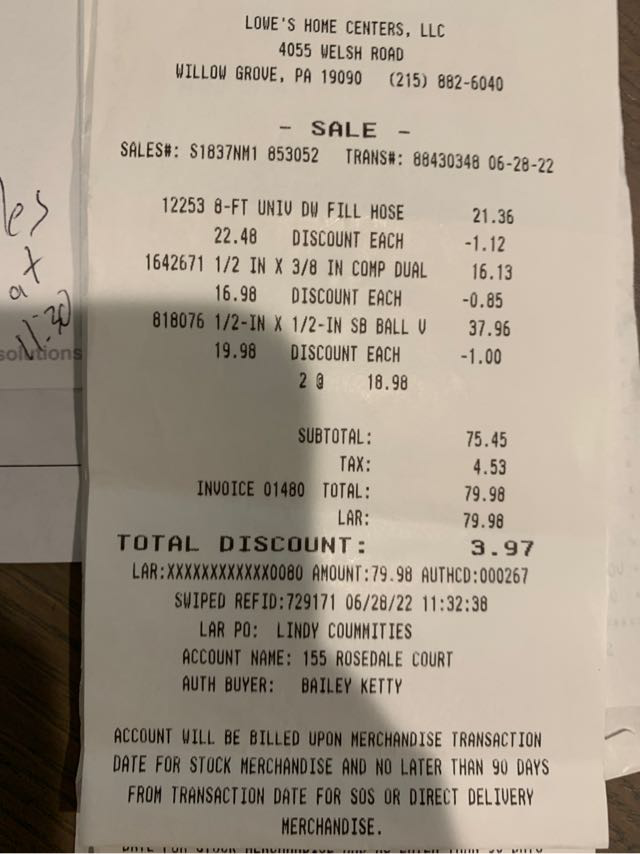 LOWE'S HOME CENTERS, LLC
4055 WELSH ROAD
WILLOW GROVE, PA 19090 (215) 882-6040
- SALE -
SALES#: S1837NM1 853052 TRANS#: 88430348 06-28-22
12253 8-FT UNIV DW FILL HOSE 21.36
22.48 DISCOUNT EACH -1.12
1642671 1/2 IN X 3/8 IN COMP DUAL 16.13
16.98 DISCOUNT EACH -0.85
818076 1/2-IN X 1/2-IN SB BALL V 37.96
19.98 DISCOUNT EACH -1.00
2 @ 18.98
SUBTOTAL: 75.45
TAX: 4.53
INVOICE 01480 TOTAL: 79.98
LAR: 79.98
TOTAL DISCOUNT: 3.97
LAR:XXXXXXXXXXXX0080 AMOUNT:79.98 AUTHCD:000267
SWIPED REFID:729171 06/28/22 11:32:38
LAR PO: LINDY COUMMITIES
ACCOUNT NAME: 155 ROSEDALE COURT
AUTH BUYER: BAILEY KETTY
ACCOUNT WILL BE BILLED UPON MERCHANDISE TRANSACTION
DATE FOR STOCK MERCHANDISE AND NO LATER THAN 90 DAYS
FROM TRANSACTION DATE FOR SOS OR DIRECT DELIVERY
MERCHANDISE.
at
11:30
solutions